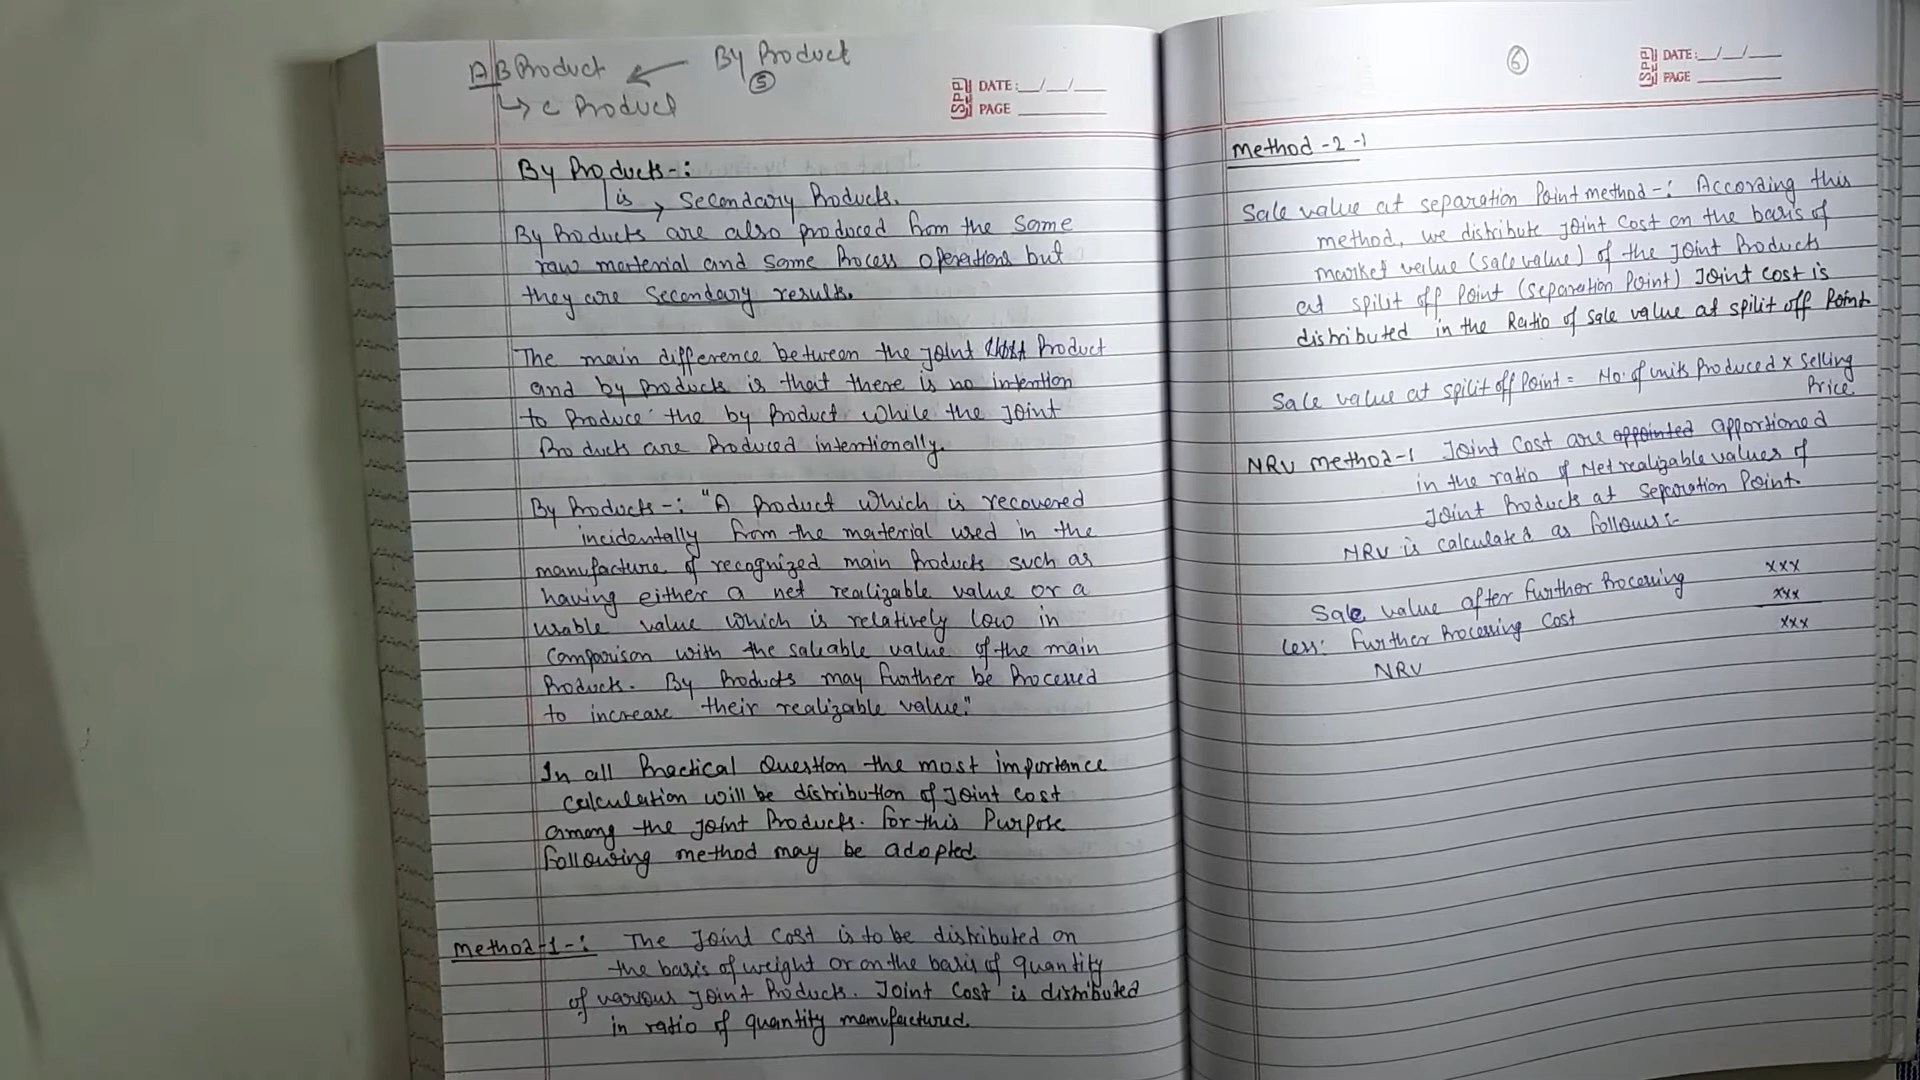 AB Product ← By Product
↳ C Product
5
SPP DATE:__/__/__
PAGE
By Products-:
is → Secondary Products.
By Products are also produced from the same
raw material and same Process operations but
they are Secondary results.
The main difference between the joint Product
and by products is that there is no intention
to Produce the by Product while the joint
Products are Produced intentionally.
By Products-: "A Product which is recovered
incidentally from the material used in the
manufacture of recognized main Products such as
having either a net realizable value or a
usable value which is relatively low in
Comparison with the saleable value of the main
Products. By Products may further be Processed
to increase their realizable value."
In all Practical Question the most importance
calculation will be distribution of Joint Cost
among the joint Products. for this Purpose
following method may be adopted
Method-1-: The Joint Cost is to be distributed on
the basis of weight or on the basis of quantity
of various Joint Products. Joint Cost is distributed
in ratio of quantity manufactured.
6
SPP DATE:__/__/__
PAGE
Method-2-:
Sale value at separation Point method-: According this
method, we distribute joint cost on the basis of
market value (sale value) of the Joint Products
at spilit off Point (Separation Point) Joint Cost is
distributed in the Ratio of sale value at spilit off Point
Sale value at spilit off Point = No. of units Produced x Selling
Price
NRV method-: Joint Cost are appointed apportioned
in the ratio of Net realizable values of
Joint Products at Separation Point.
NRV is calculated as follows:-
Sale value after further Processing xxx
Less: Further Processing Cost xxx
NRV xxx